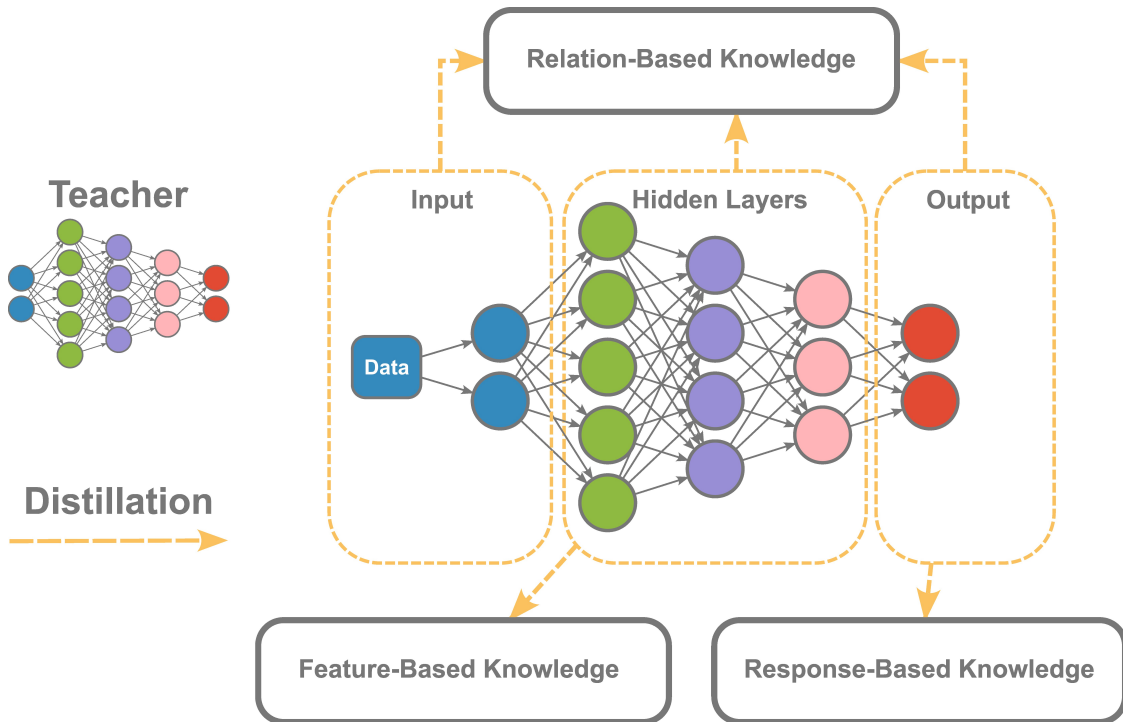 Relation-Based Knowledge
Teacher
Input
Hidden Layers
Output
Data
Distillation
Feature-Based Knowledge
Response-Based Knowledge